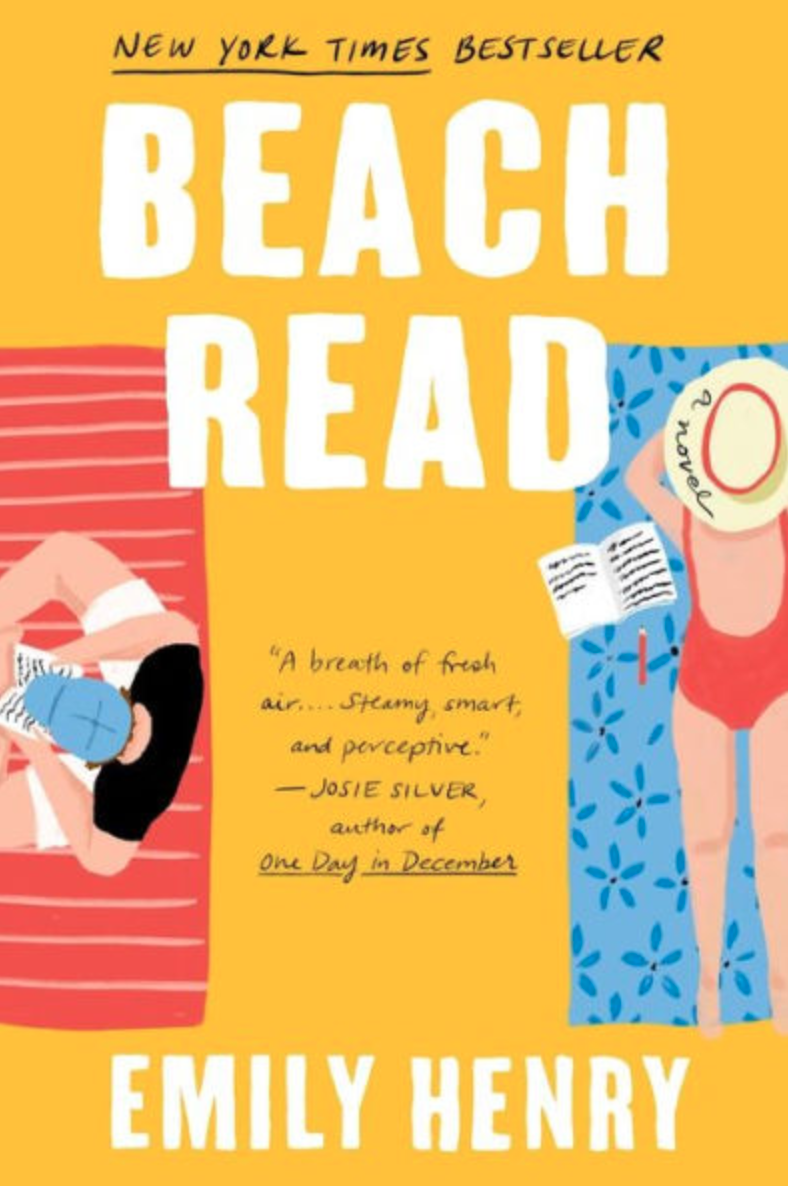 NEW YORK TIMES BESTSELLER
BEACH
READ
a novel
"A breath of fresh
air.... Steamy, smart,
and perceptive."
—JOSIE SILVER,
author of
One Day in December
EMILY HENRY